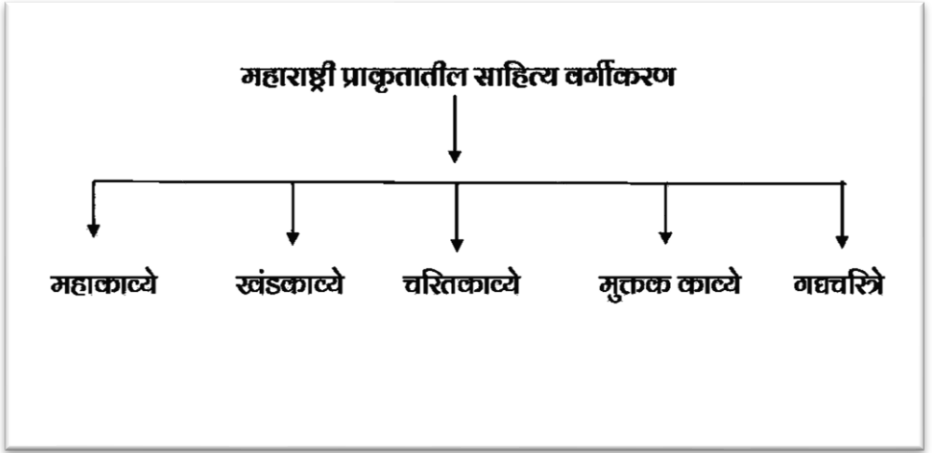 महाराष्ट्री प्राकृतातील साहित्य वर्गीकरण
महाकाव्ये खंडकाव्ये चरितकाव्ये मुक्तक काव्ये गद्यचरित्रे